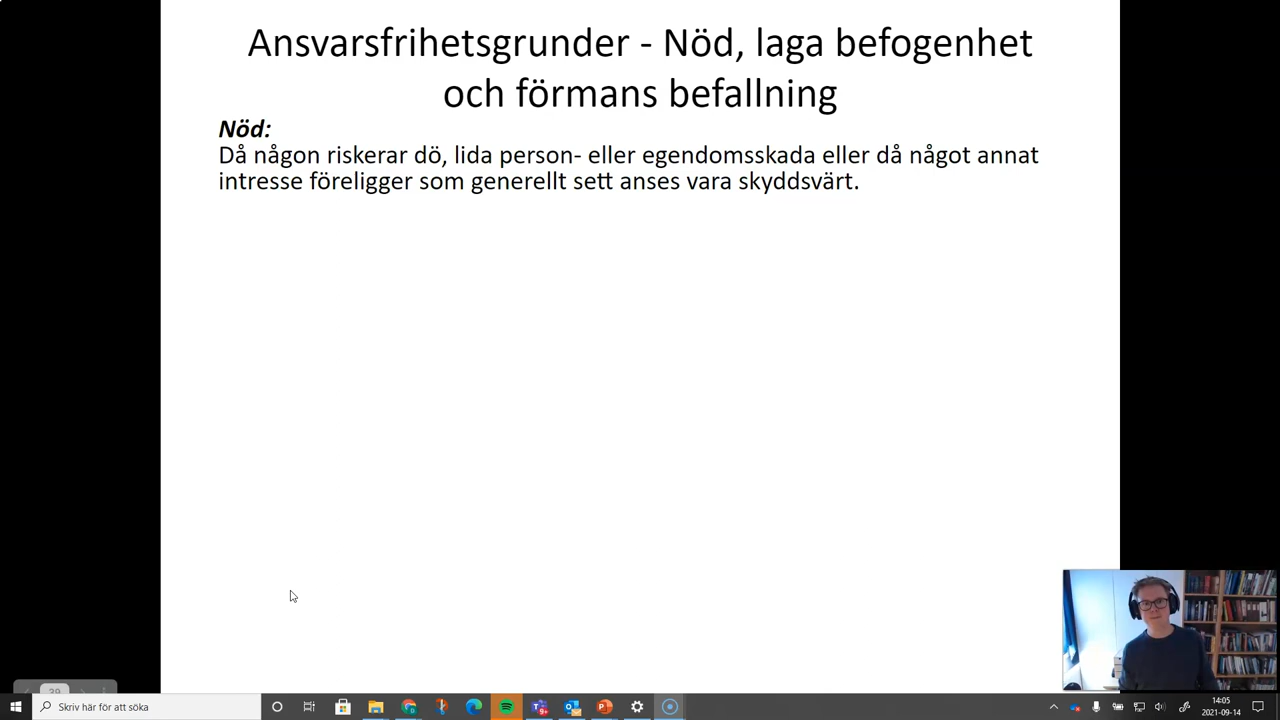 Ansvarsfrihetsgrunder - Nöd, laga befogenhet
och förmans befallning
Nöd:
Då någon riskerar dö, lida person- eller egendomsskada eller då något annat
intresse föreligger som generellt sett anses vara skyddsvärt.
39
Skriv här för att söka
14:05
2021-09-14